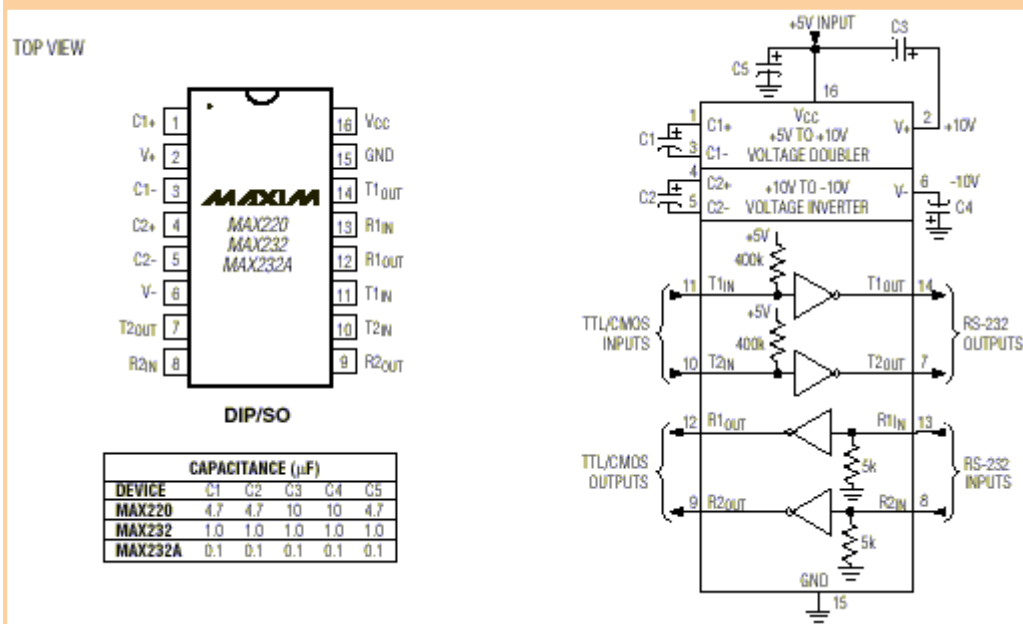 TOP VIEW
C1+ 1
V+ 2
C1- 3
C2+ 4
C2- 5
V- 6
T2OUT 7
R2IN 8
16 VCC
15 GND
14 T1OUT
13 R1IN
12 R1OUT
11 T1IN
10 T2IN
9 R2OUT
MAXIM
MAX220
MAX232
MAX232A
DIP/SO
CAPACITANCE (µF)
DEVICE C1 C2 C3 C4 C5
MAX220 4.7 4.7 10 10 4.7
MAX232 1.0 1.0 1.0 1.0 1.0
MAX232A 0.1 0.1 0.1 0.1 0.1
+5V INPUT
C3
+
C5
+
16
VCC
1
C1+
+5V TO +10V
V+
2
+10V
C1
+
3
C1-
VOLTAGE DOUBLER
4
C2+
+10V TO -10V
V-
6
-10V
C2
+
5
C2-
VOLTAGE INVERTER
C4
+
+5V
400k
11
T1IN
T1OUT
14
+5V
TTL/CMOS
INPUTS
400k
RS-232
OUTPUTS
10
T2IN
T2OUT
7
12
R1OUT
R1IN
13
TTL/CMOS
OUTPUTS
5k
RS-232
INPUTS
9
R2OUT
R2IN
8
5k
GND
15